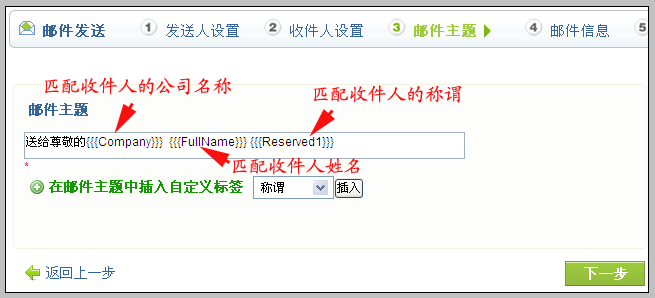 邮件发送 1 发送人设置 2 收件人设置 3 邮件主题 4 邮件信息 5
匹配收件人的公司名称
匹配收件人的称谓
邮件主题
送给尊敬的{{{Company}}} {{{FullName}}} {{{Reserved1}}}
*
匹配收件人姓名
在邮件主题中插入自定义标签 称谓 插入
返回上一步 下一步